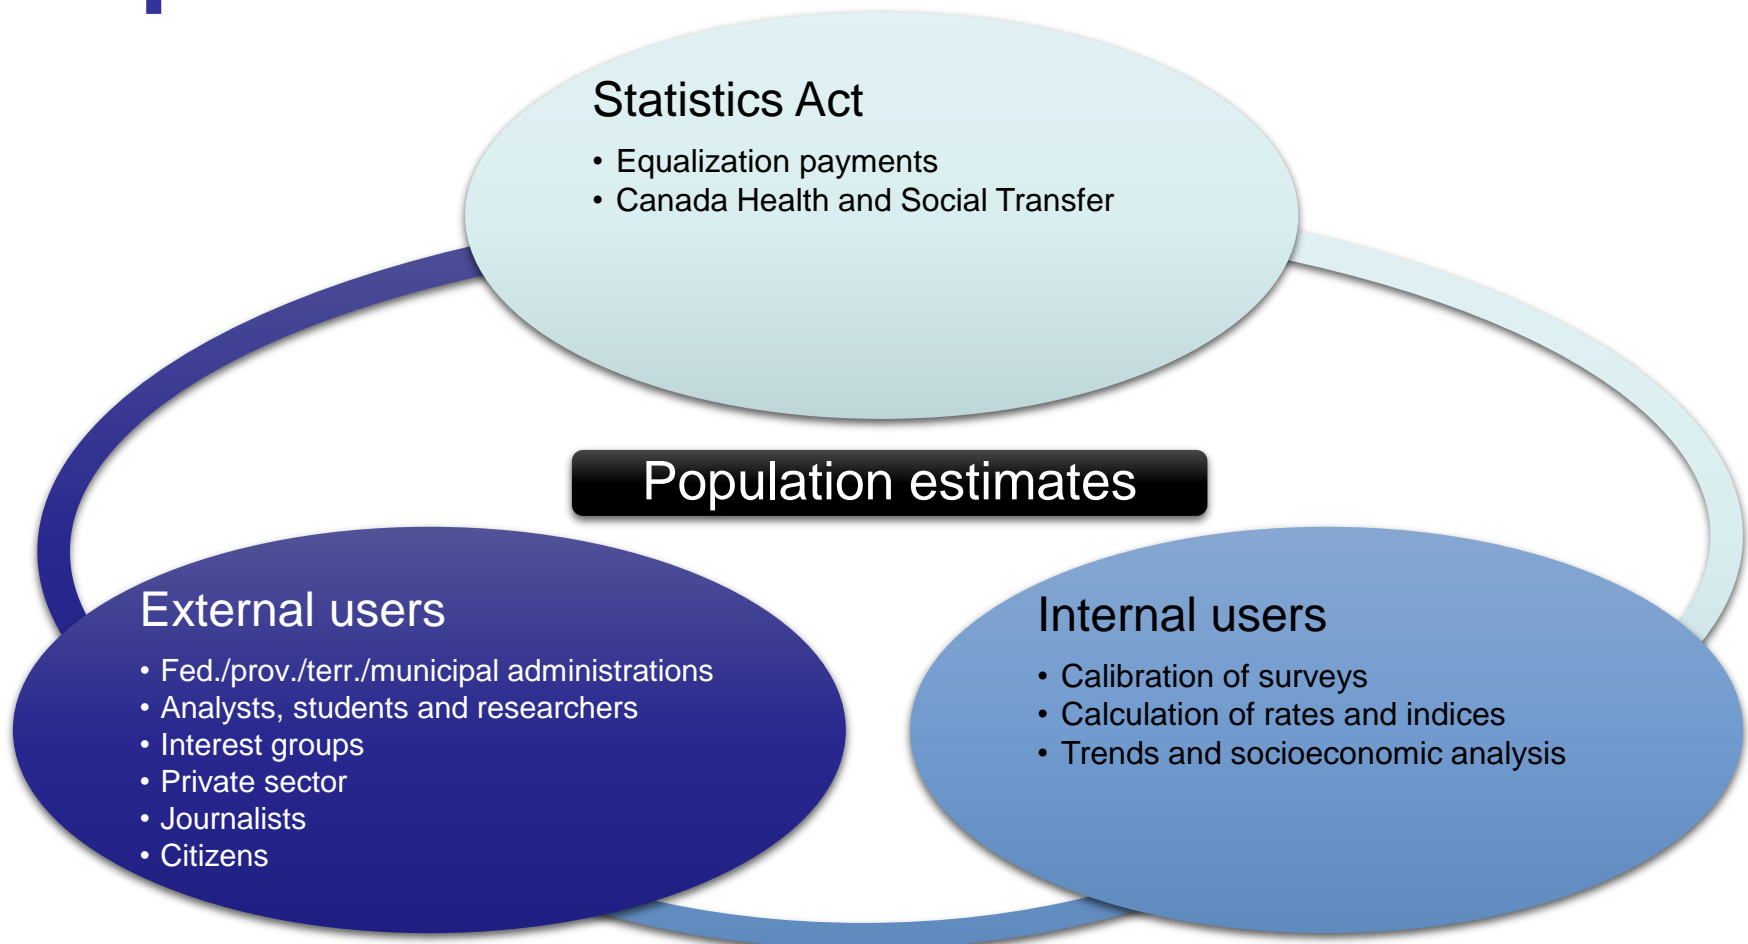 Statistics Act
• Equalization payments
• Canada Health and Social Transfer
Population estimates
External users
• Fed./prov./terr./municipal administrations
• Analysts, students and researchers
• Interest groups
• Private sector
• Journalists
• Citizens
Internal users
• Calibration of surveys
• Calculation of rates and indices
• Trends and socioeconomic analysis